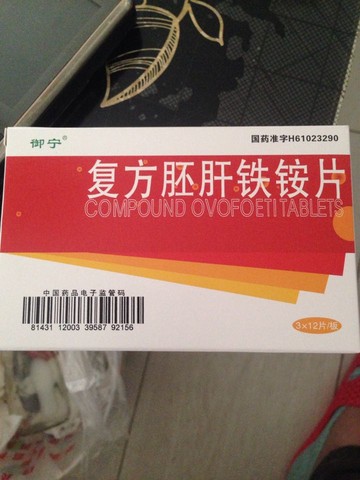 御宁®
国药准字H61023290
复方胚肝铁铵片
COMPOUND OVOFOETI TABLETS
中国药品电子监管码
81431 12003 39587 92156
3×12片/板